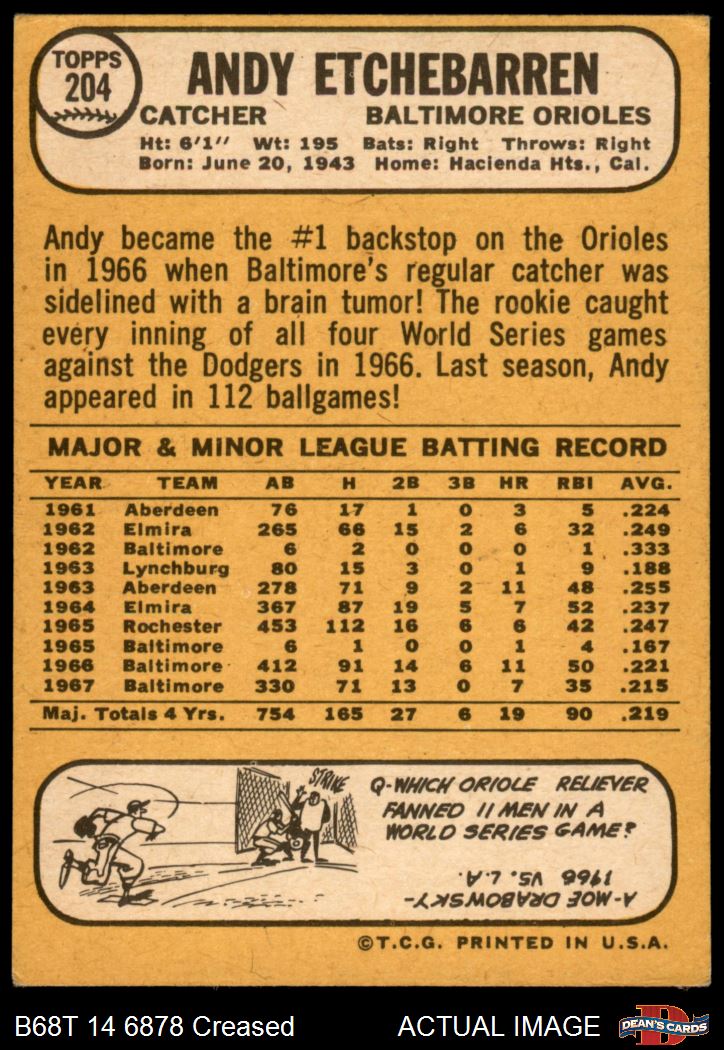 TOPPS
204
ANDY ETCHEBARREN
CATCHER BALTIMORE ORIOLES
Ht: 6'1" Wt: 195 Bats: Right Throws: Right
Born: June 20, 1943 Home: Hacienda Hts., Cal.
Andy became the #1 backstop on the Orioles
in 1966 when Baltimore's regular catcher was
sidelined with a brain tumor! The rookie caught
every inning of all four World Series games
against the Dodgers in 1966. Last season, Andy
appeared in 112 ballgames!
MAJOR & MINOR LEAGUE BATTING RECORD
YEAR TEAM AB H 2B 3B HR RBI AVG.
1961 Aberdeen 76 17 1 0 3 5 .224
1962 Elmira 265 66 15 2 6 32 .249
1962 Baltimore 6 2 0 0 0 1 .333
1963 Lynchburg 80 15 3 0 1 9 .188
1963 Aberdeen 278 71 9 2 11 48 .255
1964 Elmira 367 87 19 5 7 52 .237
1965 Rochester 453 112 16 6 6 42 .247
1965 Baltimore 6 1 0 0 1 4 .167
1966 Baltimore 412 91 14 6 11 50 .221
1967 Baltimore 330 71 13 0 7 35 .215
Maj. Totals 4 Yrs. 754 165 27 6 19 90 .219
STRIKE
Q-WHICH ORIOLE RELIEVER
FANNED 11 MEN IN A
WORLD SERIES GAME?
A-MOE DRABOWSKY-
1966 VS. L.A.
©T.C.G. PRINTED IN U.S.A.
B68T 14 6878 Creased ACTUAL IMAGE
D
DEAN'S CARDS